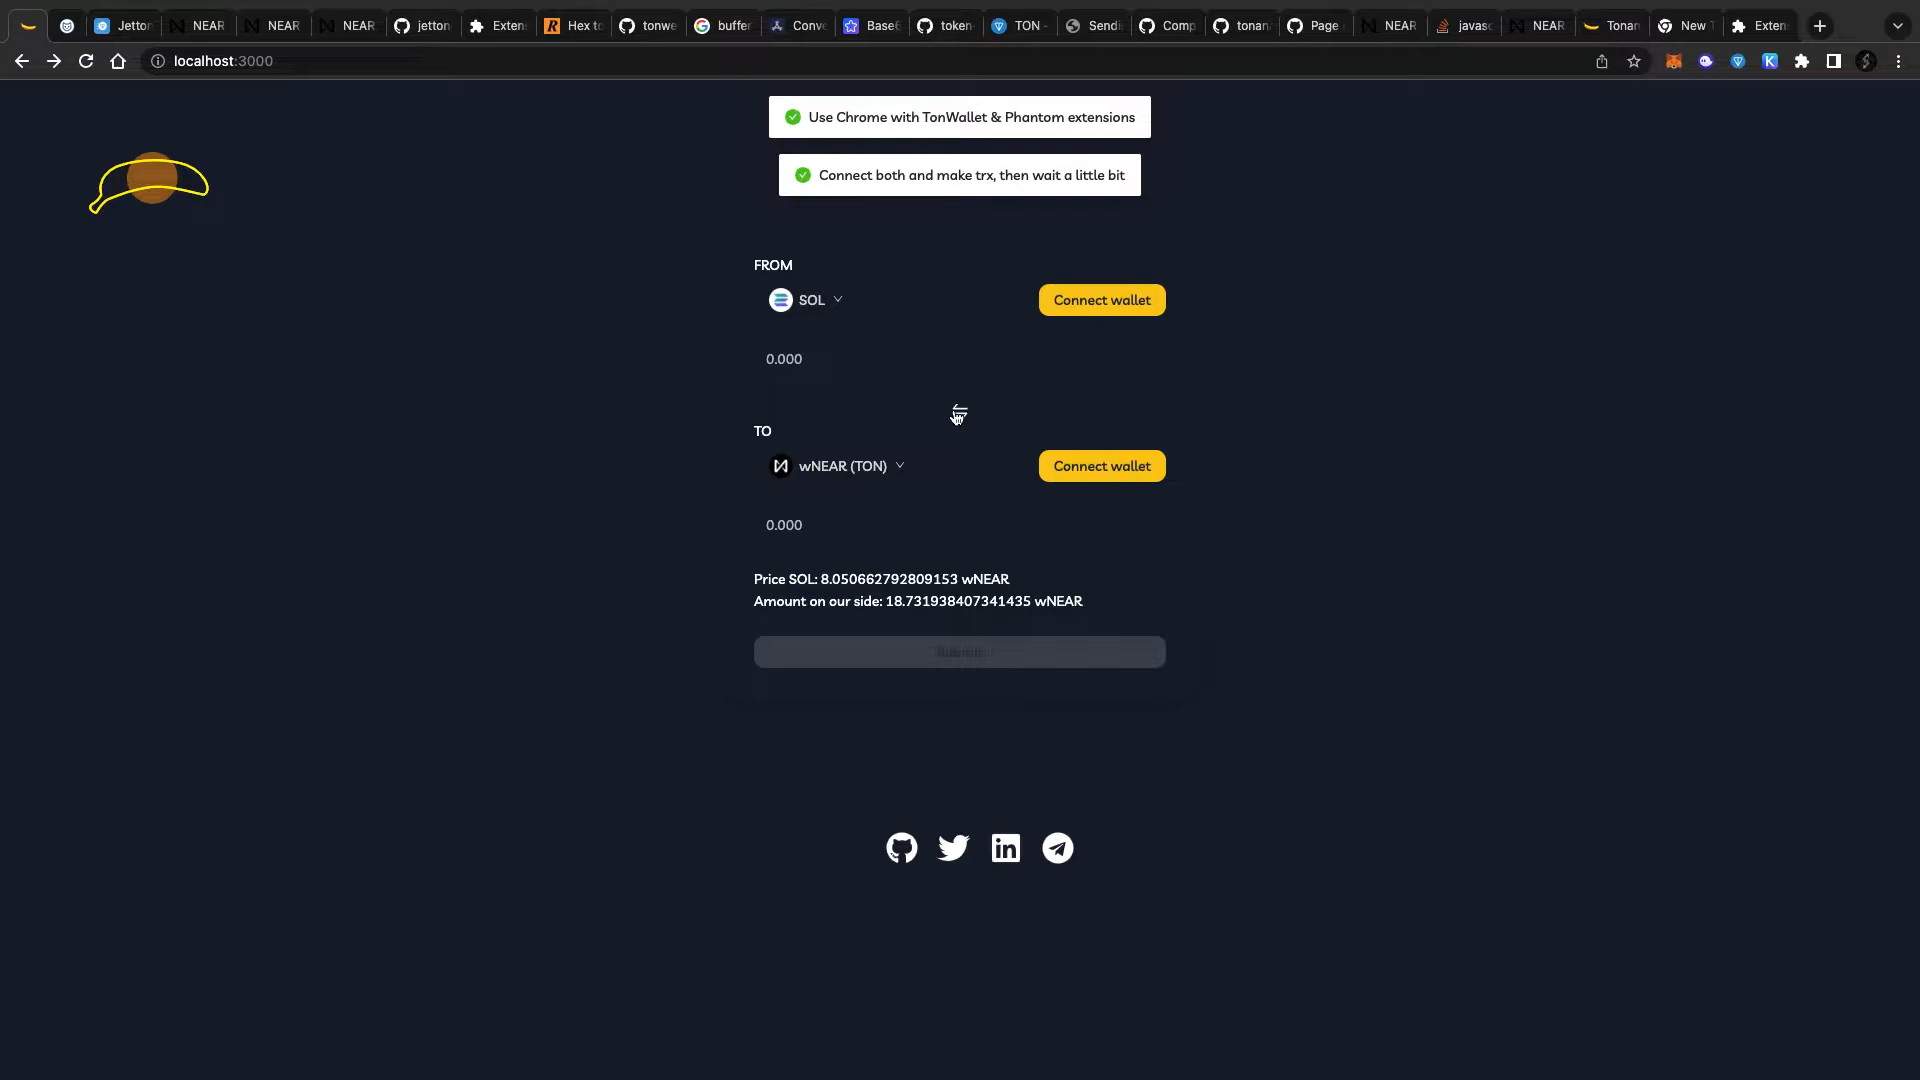 Jetton
NEAR
NEAR
NEAR
jetton
Exten
Hex to
tonwe
buffer
Conve
Base6
token-
TON -
Sendi
Comp
tonan
Page
NEAR
javasc
NEAR
Tonan
New T
Exten
localhost:3000
Use Chrome with TonWallet & Phantom extensions
Connect both and make trx, then wait a little bit
FROM
SOL
Connect wallet
0.000
TO
wNEAR (TON)
Connect wallet
0.000
Price SOL: 8.050662792809153 wNEAR
Amount on our side: 18.731938407341435 wNEAR